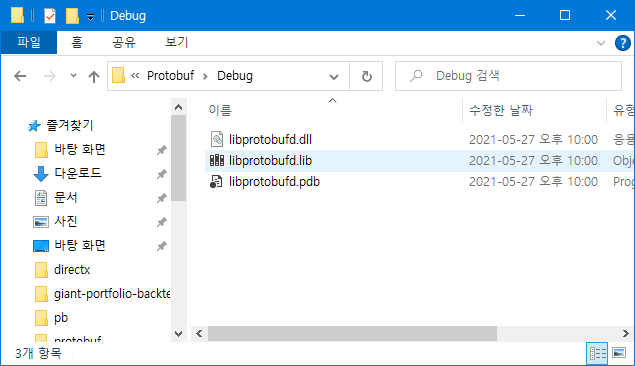 Debug
파일 홈 공유 보기
« Protobuf > Debug
Debug 검색
이름 수정한 날짜 유형
즐겨찾기
바탕 화면
다운로드
문서
사진
바탕 화면
directx
giant-portfolio-backte
pb
protobuf
libprotobufd.dll 2021-05-27 오후 10:00 응용
libprotobufd.lib 2021-05-27 오후 10:00 Obje
libprotobufd.pdb 2021-05-27 오후 10:00 Prog
3개 항목